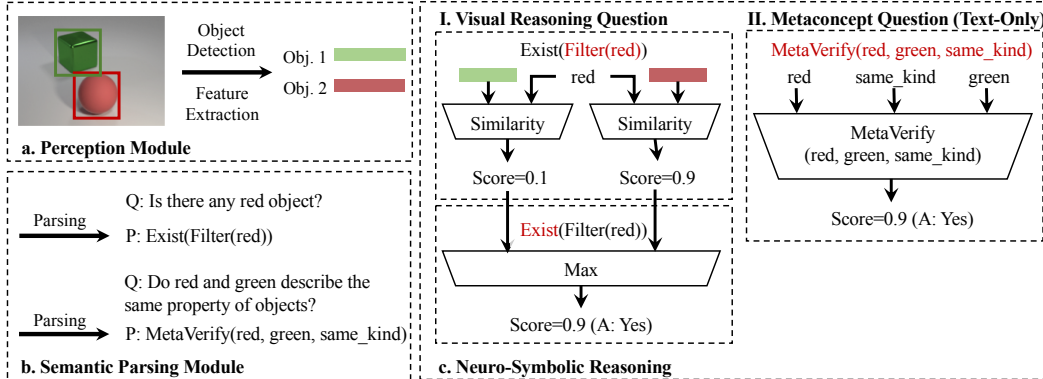 Object
Detection
Feature
Extraction
Obj. 1
Obj. 2
a. Perception Module
Q: Is there any red object?
Parsing
P: Exist(Filter(red))
Q: Do red and green describe the
same property of objects?
Parsing
P: MetaVerify(red, green, same_kind)
b. Semantic Parsing Module
I. Visual Reasoning Question
Exist(Filter(red))
red
Similarity
Similarity
Score=0.1
Score=0.9
Exist(Filter(red))
Max
Score=0.9 (A: Yes)
II. Metaconcept Question (Text-Only)
MetaVerify(red, green, same_kind)
red
same_kind
green
MetaVerify
(red, green, same_kind)
Score=0.9 (A: Yes)
c. Neuro-Symbolic Reasoning